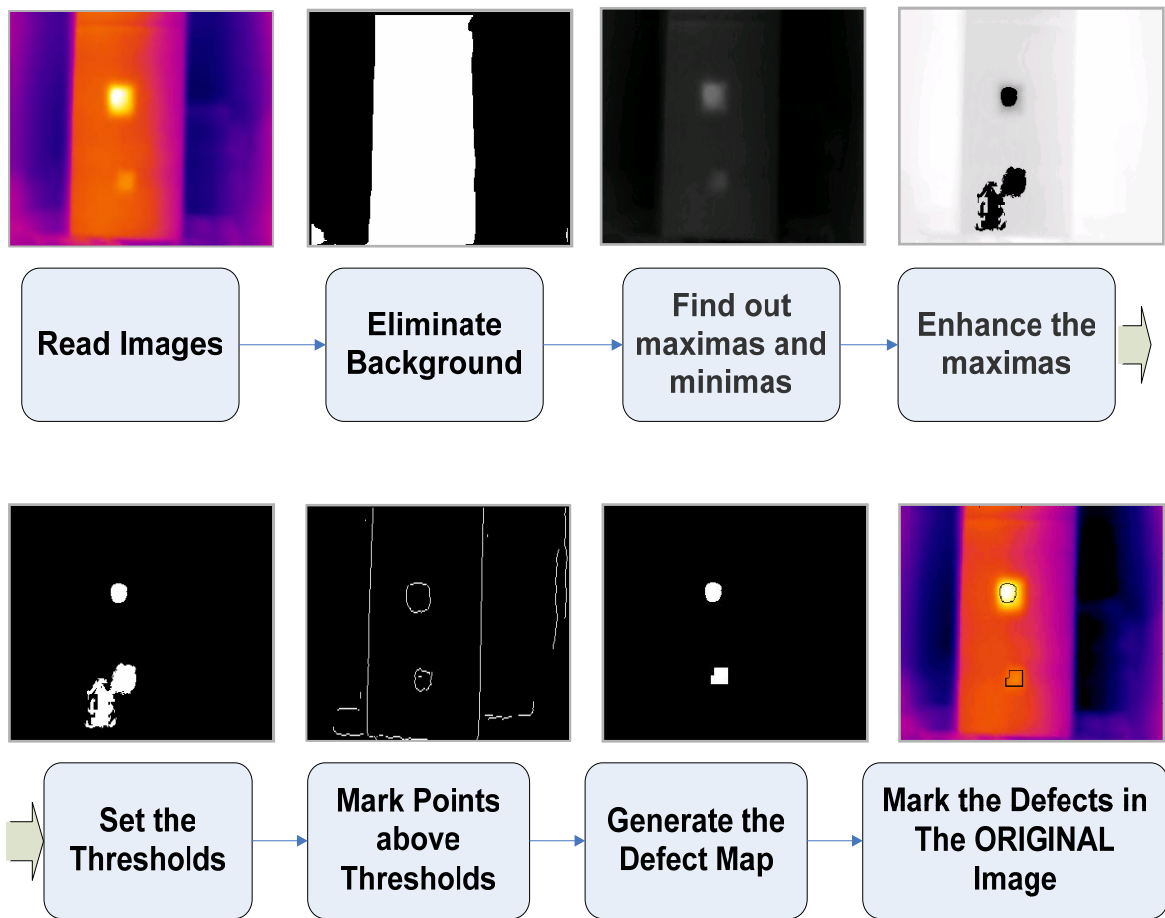 Read Images
Eliminate
Background
Find out
maximas and
minimas
Enhance the
maximas
Set the
Thresholds
Mark Points
above
Thresholds
Generate the
Defect Map
Mark the Defects in
The ORIGINAL
Image